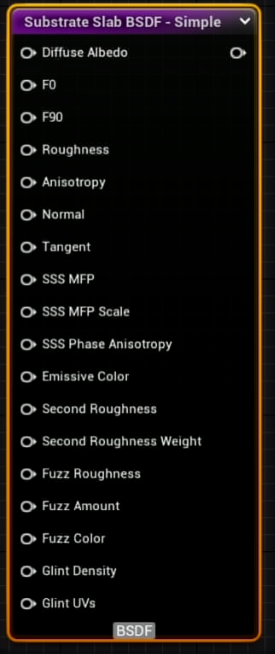 Substrate Slab BSDF - Simple
Diffuse Albedo
F0
F90
Roughness
Anisotropy
Normal
Tangent
SSS MFP
SSS MFP Scale
SSS Phase Anisotropy
Emissive Color
Second Roughness
Second Roughness Weight
Fuzz Roughness
Fuzz Amount
Fuzz Color
Glint Density
Glint UVs
BSDF